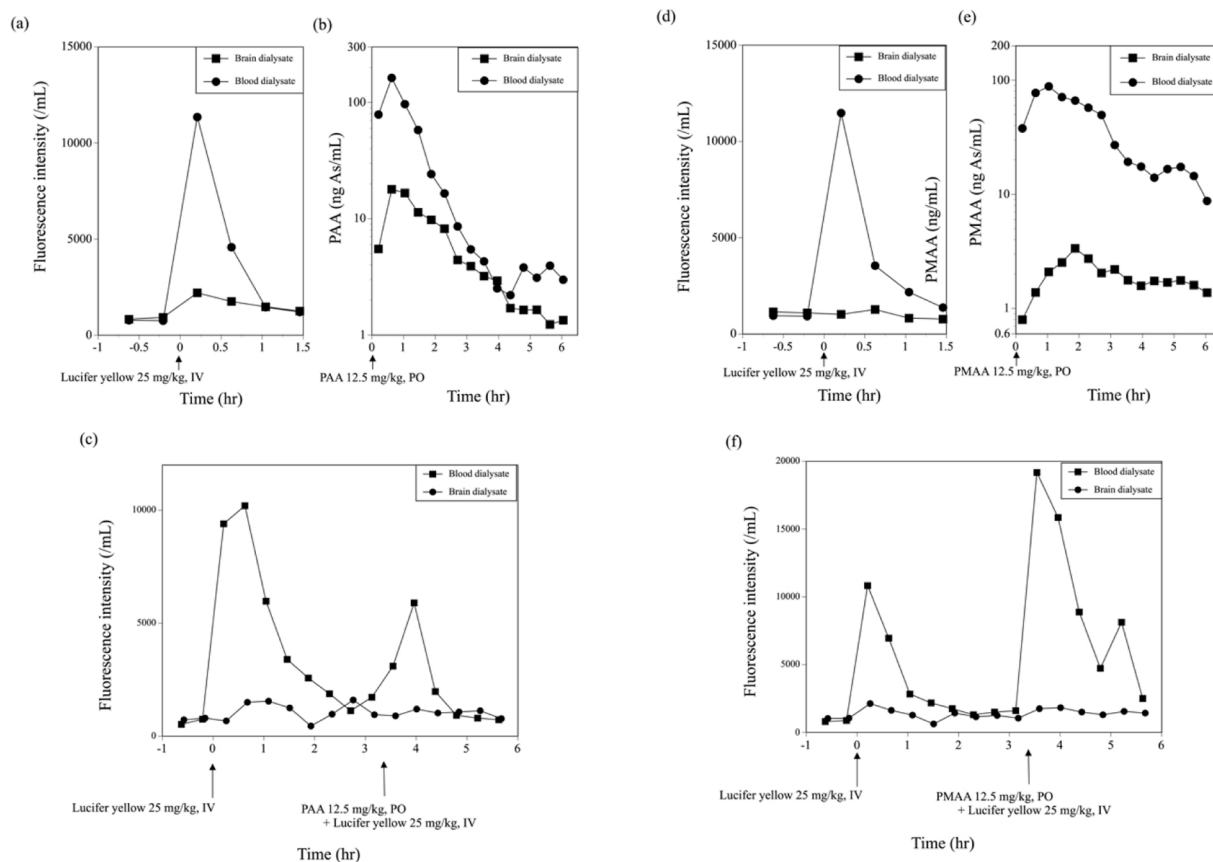 (a)
Fluorescence intensity (/mL)
15000
10000
5000
0
Brain dialysate
Blood dialysate
-1 -0.5 0 0.5 1 1.5
Lucifer yellow 25 mg/kg, IV
Time (hr)
(b)
PAA (ng As/mL)
300
100
10
1
Brain dialysate
Blood dialysate
0 1 2 3 4 5 6
PAA 12.5 mg/kg, PO
Time (hr)
(d)
Fluorescence intensity (/mL)
15000
10000
5000
0
Brain dialysate
Blood dialysate
PMAA (ng/mL)
-1 -0.5 0 0.5 1 1.5
Lucifer yellow 25 mg/kg, IV
Time (hr)
(e)
PMAA (ng As/mL)
200
100
10
1
0.6
Brain dialysate
Blood dialysate
0 1 2 3 4 5 6
PMAA 12.5 mg/kg, PO
Time (hr)
(c)
Fluorescence intensity (/mL)
10000
5000
0
Blood dialysate
Brain dialysate
-1 0 1 2 3 4 5 6
Lucifer yellow 25 mg/kg, IV
PAA 12.5 mg/kg, PO
+ Lucifer yellow 25 mg/kg, IV
Time (hr)
(f)
Fluorescence intensity (/mL)
20000
15000
10000
5000
0
Blood dialysate
Brain dialysate
-1 0 1 2 3 4 5 6
Lucifer yellow 25 mg/kg, IV
PMAA 12.5 mg/kg, PO
+ Lucifer yellow 25 mg/kg, IV
Time (hr)